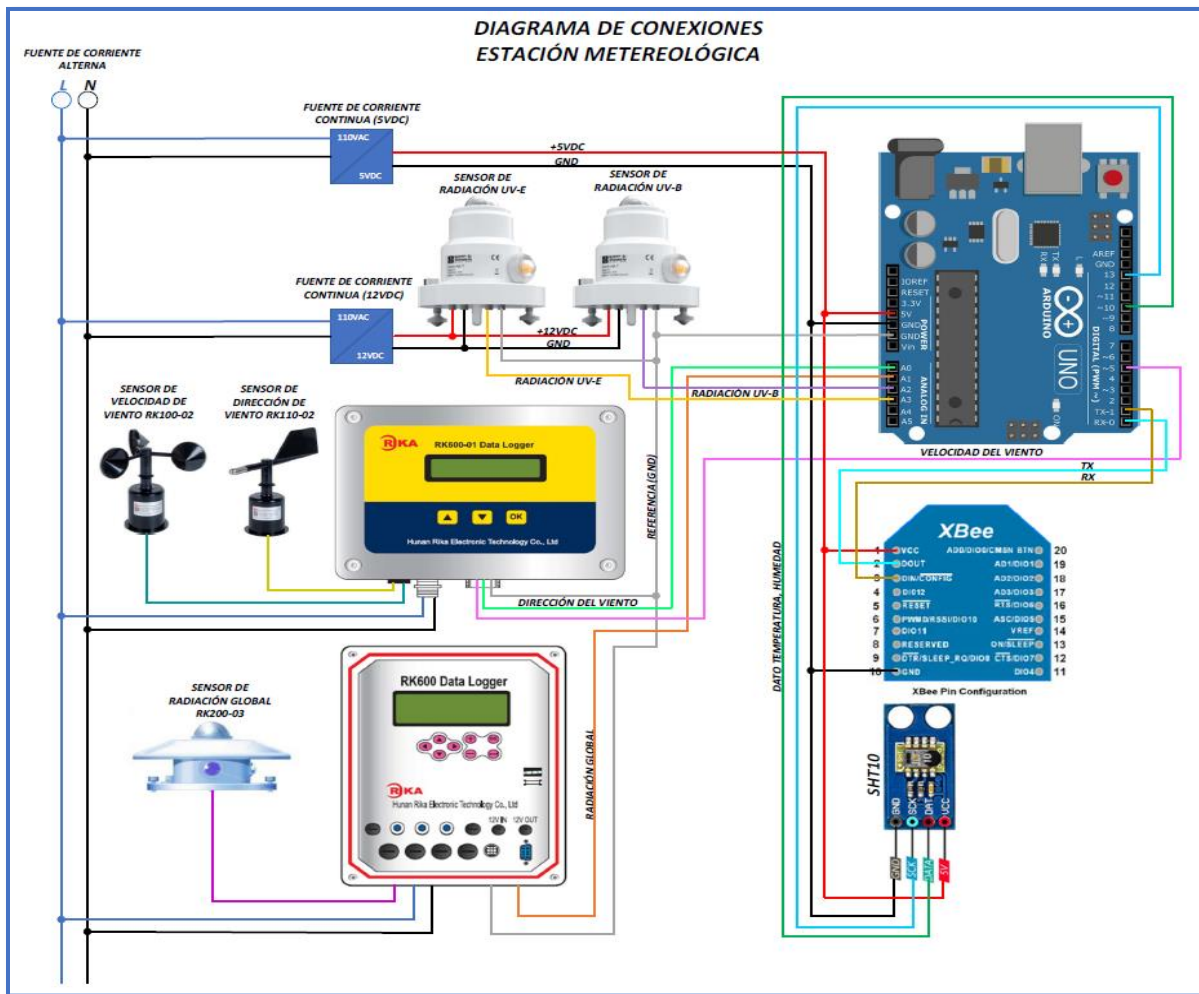 DIAGRAMA DE CONEXIONES
ESTACIÓN METEREOLÓGICA
FUENTE DE CORRIENTE
ALTERNA
L N
FUENTE DE CORRIENTE
CONTINUA (5VDC)
110VAC
5VDC
+5VDC
GND
SENSOR DE
RADIACIÓN UV-E
SENSOR DE
RADIACIÓN UV-B
FUENTE DE CORRIENTE
CONTINUA (12VDC)
110VAC
12VDC
+12VDC
GND
RADIACIÓN UV-E
RADIACIÓN UV-B
SENSOR DE
VELOCIDAD DE
VIENTO RK100-02
SENSOR DE
DIRECCIÓN DE
VIENTO RK110-02
RIKA
RK600-01 Data Logger
OK
Hunan Rika Electronic Technology Co., Ltd
DIRECCIÓN DEL VIENTO
REFERENCIA (GND)
SENSOR DE
RADIACIÓN GLOBAL
RK200-03
RK600 Data Logger
RIKA
Hunan Rika Electronic Technology Co., Ltd
12V IN 12V OUT
RADIACIÓN GLOBAL
DATO TEMPERATURA, HUMEDAD
IOREF
RESET
3.3V
5V
GND
GND
Vin
POWER
A0
A1
A2
A3
A4
A5
ANALOG IN
RX
TX
L
ARDUINO
UNO
ON
AREF
GND
13
12
~11
~10
~9
8
7
~6
~5
4
~3
2
TX-1
RX-0
DIGITAL (PWM ~)
VELOCIDAD DEL VIENTO
TX
RX
XBee
1 VCC AD0/DIO0/CMSN BTN 20
2 DOUT AD1/DIO1 19
3 DIN/CONFIG AD2/DIO2 18
4 DIO12 AD3/DIO3 17
5 RESET RTS/DIO6 16
6 PWM0/RSSI/DIO10 ASC/DIO5 15
7 DIO11 VREF 14
8 RESERVED ON/SLEEP 13
9 DTR/SLEEP_RQ/DIO8 CTS/DIO7 12
10 GND DIO4 11
XBee Pin Configuration
SHT10
GND
SCK
DAT
VCC
GND
SCK
DATA
5V